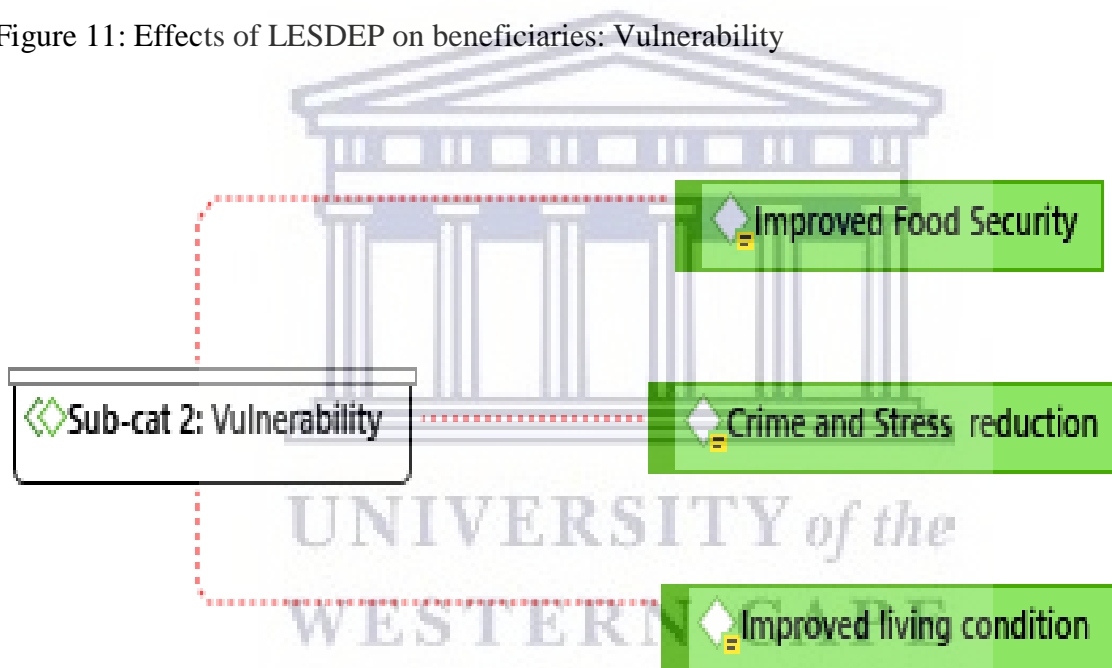 Figure 11: Effects of LESDEP on beneficiaries: Vulnerability
Improved Food Security
Sub-cat 2: Vulnerability
Crime and Stress reduction
UNIVERSITY of the
WESTERN CAPE
Improved living condition